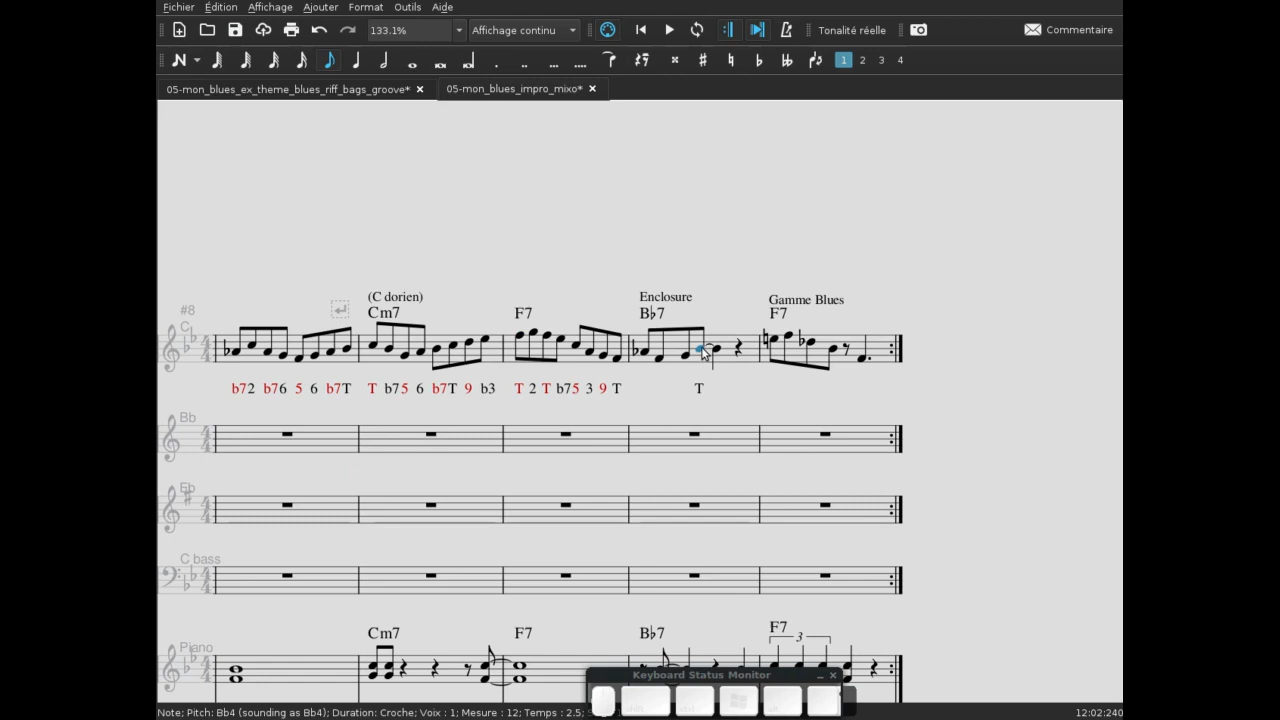 Fichier Édition Affichage Ajouter Format Outils Aide
133.1% Affichage continu Tonalité réelle Commentaire
1 2 3 4
05-mon_blues_ex_theme_blues_riff_bags_groove* 05-mon_blues_impro_mixo*
(C dorien) Enclosure Gamme Blues
#8 Cm7 F7 B♭7 F7
C
b72 b76 5 6 b7T T b75 6 b7T 9 b3 T 2 T b75 3 9 T T
Bb
Eb
C bass
Cm7 F7 B♭7 F7
Piano 3
Keyboard Status Monitor
Note; Pitch: Bb4 (sounding as Bb4); Duration: Croche; Voix : 1; Mesure : 12; Temps : 2.5; 12:02:240